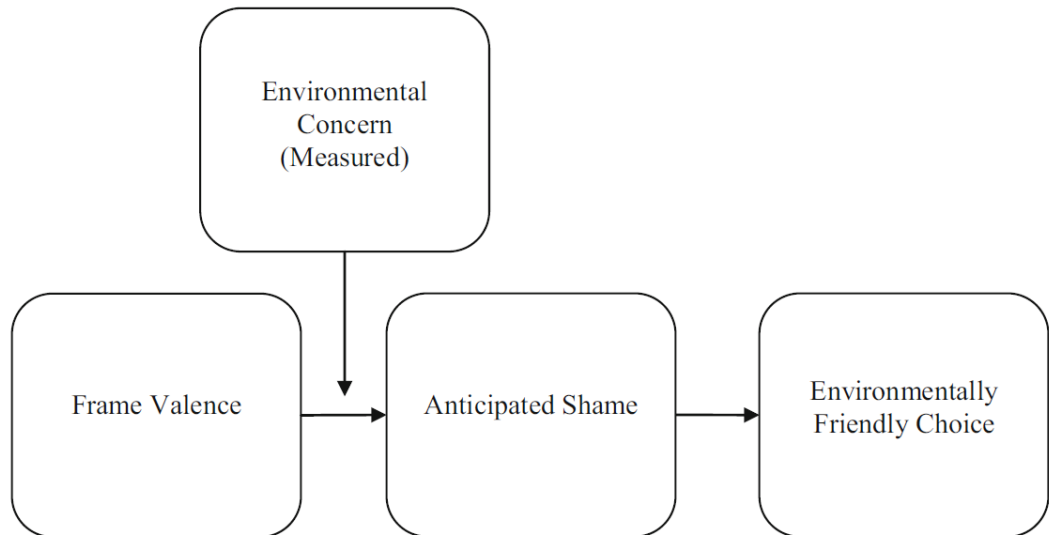 Environmental
Concern
(Measured)
Frame Valence
Anticipated Shame
Environmentally
Friendly Choice